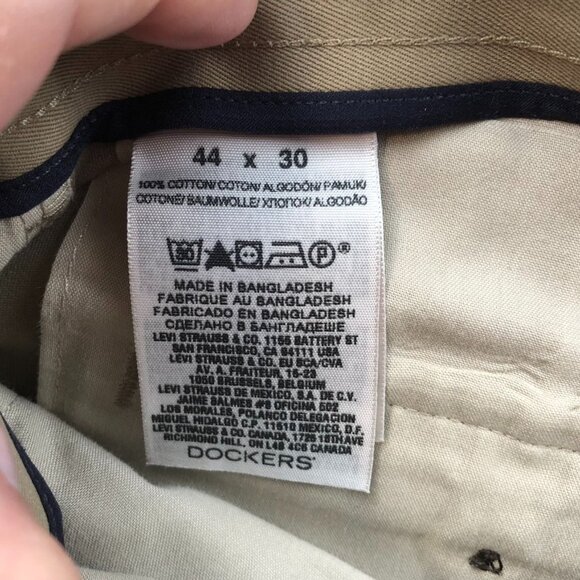 44 x 30
100% COTTON/COTON/ALGODÓN/PAMUK/
COTONE/BAUMWOLLE/ХЛОПОК/ALGODÃO
30 P ®
MADE IN BANGLADESH
FABRIQUE AU BANGLADESH
FABRICADO EN BANGLADESH
СДЕЛАНО В БАНГЛАДЕШЕ
LEVI STRAUSS & CO. 1155 BATTERY ST
SAN FRANCISCO, CA 94111 USA
LEVI STRAUSS & CO. EU BCA/CVA
AV. A. FRAITEUR, 15-23
1050 BRUSSELS, BELGIUM
LEVI STRAUSS DE MEXICO, S.A. DE C.V.
JAIME BALMES #8 OFICINA 602
LOS MORALES, POLANCO DELEGACION
MIGUEL HIDALGO C.P. 11510 MEXICO, D.F.
LEVI STRAUSS & CO. CANADA, 1725 16TH AVE
RICHMOND HILL, ON L4B 4C6 CANADA
DOCKERS®